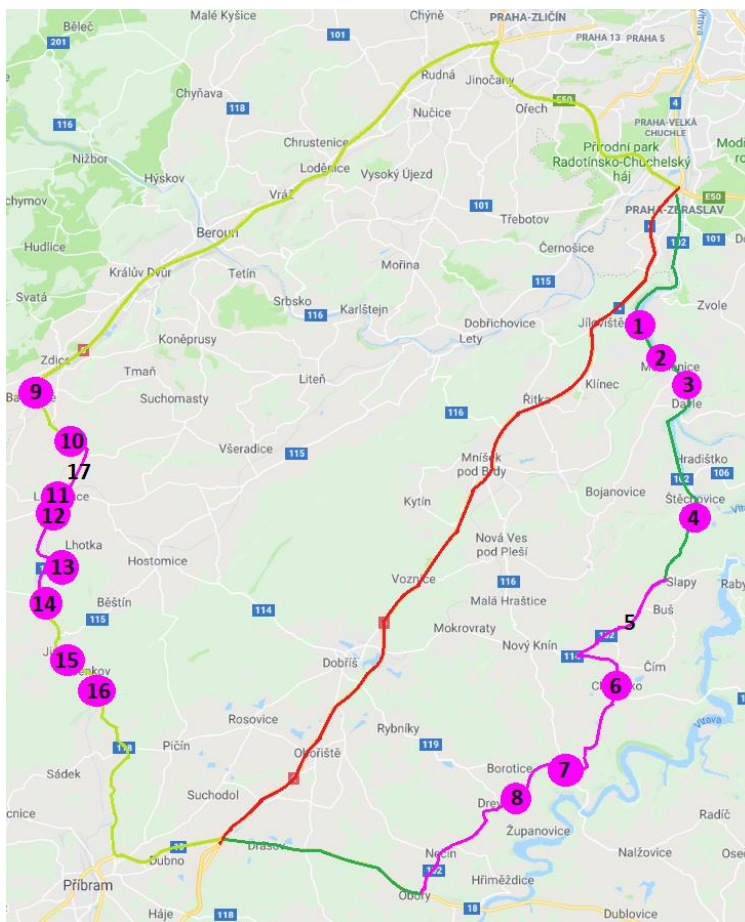 Běleč
Malé Kyšice
Chýně
PRAHA-ZLIČÍN
201
101
PRAHA 13
PRAHA 5
Vltava
Rudná
Jinočany
Chyňava
E50
4
118
Nučice
Ořech
116
PRAHA-VELKÁ
CHUCHLE
Chrustenice
Přírodní park
Radotínsko-Chuchelský
háj
Nižbor
Loděnice
Vysoký Újezd
Hýskov
Vráž
101
PRAHA-ZBRASLAV
E50
Třebotov
Beroun
102
101
Hudlice
Černošice
Králův Dvůr
Tetín
Mořina
115
Svatá
Srbsko
Zvole
116
Karlštejn
Dobřichovice
Jíloviště
1
Koněprusy
Lety
Zdice
2
Tmaň
Liteň
Klínec
3
9
Suchomasty
Řitka
Davle
116
10
Všeradice
115
Mníšek
pod Brdy
Hradištko
17
102
106
11
Kytín
Bojanovice
Štěchovice
12
4
Lhotka
Nová Ves
pod Pleší
Hostomice
13
Voznice
116
Slapy
14
Běštín
Malá Hraštice
Buš
115
114
5
Mokrovraty
102
Nový Knín
15
Dobříš
Čím
16
6
Rosovice
Rybníky
Vltava
118
Pičín
119
Obořiště
Sádek
Borotice
7
Suchodol
8
Radíč
Županovice
18
Drásov
Dubno
Nečín
Nalžovice
Příbram
102
Hřiměždice
Obory
Háje
118
18
Dublovice